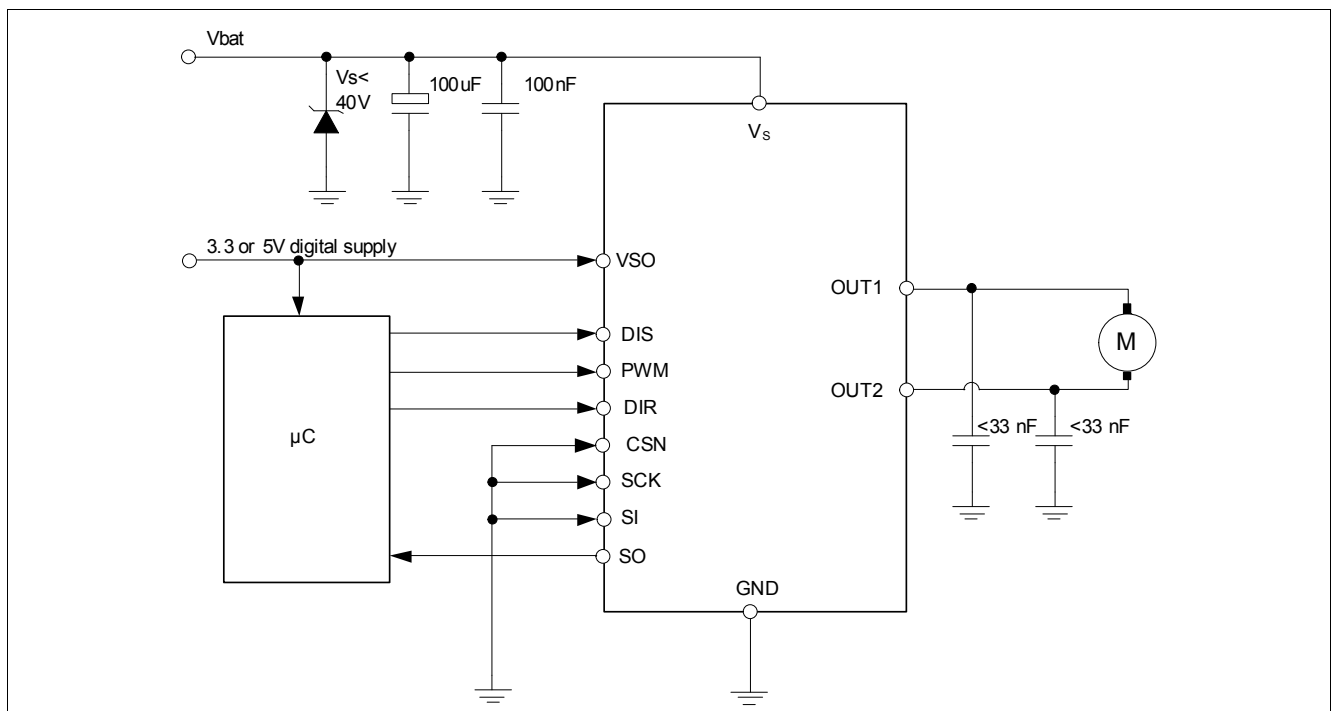 Vbat
Vs<
40V
100uF
100nF
VS
3.3 or 5V digital supply
VSO
OUT1
DIS
M
PWM
OUT2
DIR
µC
<33 nF
<33 nF
CSN
SCK
SI
SO
GND